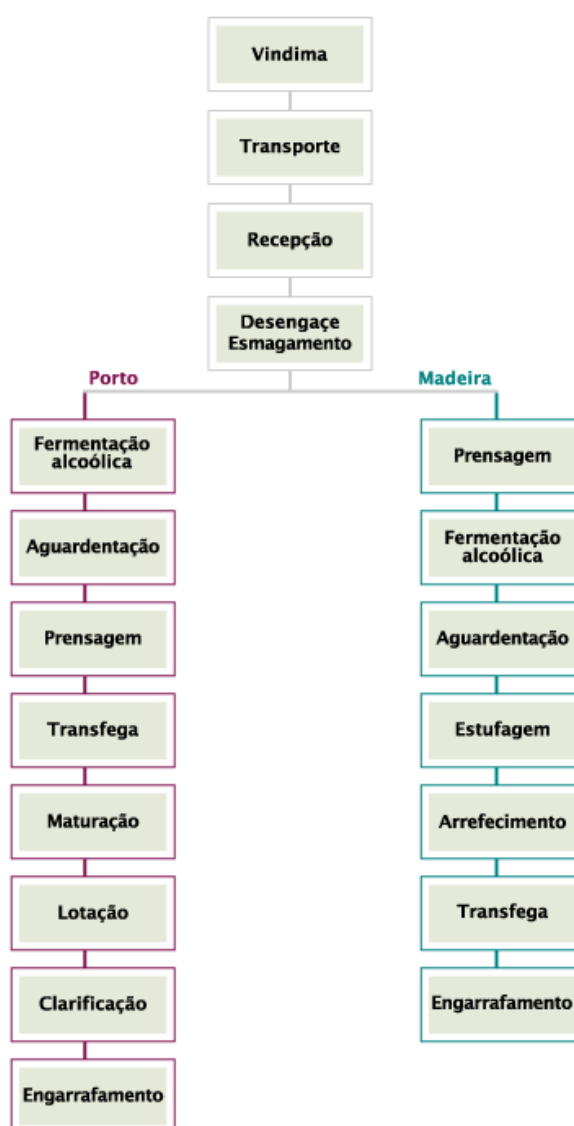 Vindima
Transporte
Recepção
Desengaçe
Esmagamento
Porto
Fermentação
alcoólica
Aguardentação
Prensagem
Transfega
Maturação
Lotação
Clarificação
Engarrafamento
Madeira
Prensagem
Fermentação
alcoólica
Aguardentação
Estufagem
Arrefecimento
Transfega
Engarrafamento